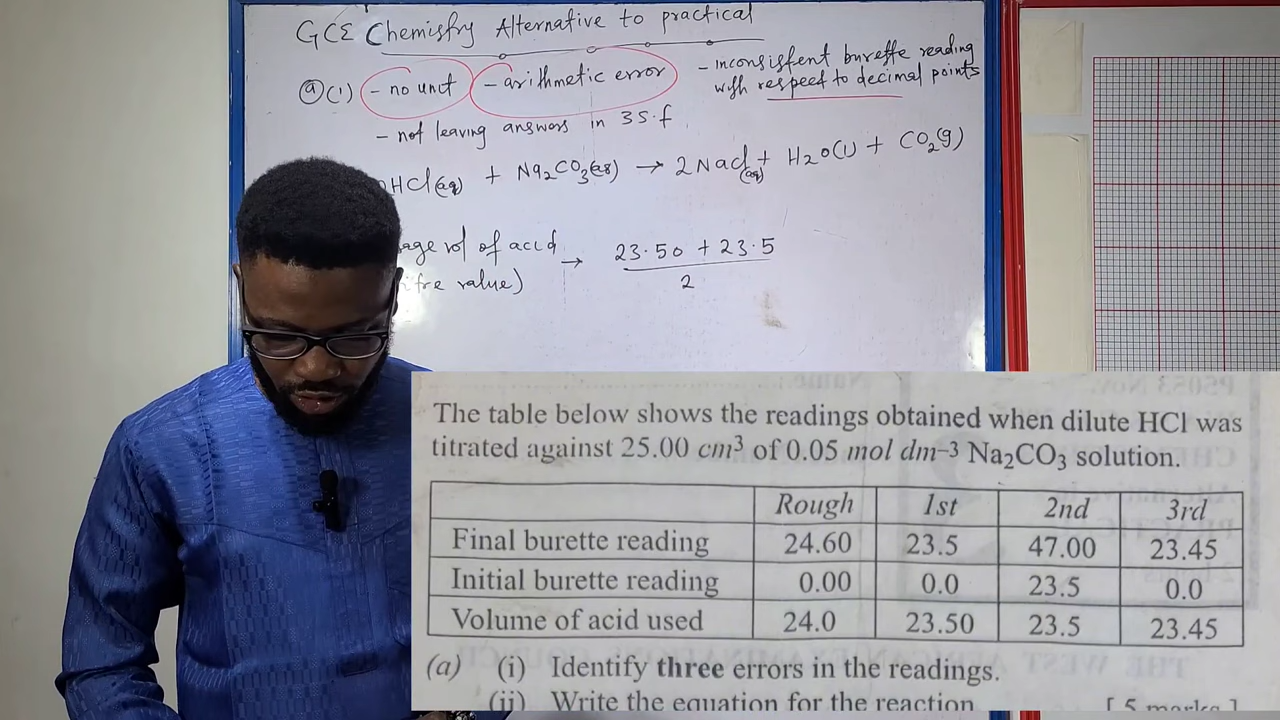 GCE Chemistry Alternative to practical
(a)(1) - no unit - arithmetic error - inconsistent burette reading
with respect to decimal points
- not leaving answers in 3 S.f
HCl(aq) + Na₂CO₃(aq) → 2NaCl(aq) + H₂O(l) + CO₂(g)
vol of acid → 23.50 + 23.5
value) 2
The table below shows the readings obtained when dilute HCl was
titrated against 25.00 cm³ of 0.05 mol dm–3 Na₂CO₃ solution.
Rough 1st 2nd 3rd
Final burette reading 24.60 23.5 47.00 23.45
Initial burette reading 0.00 0.0 23.5 0.0
Volume of acid used 24.0 23.50 23.5 23.45
(a) (i) Identify three errors in the readings.
(ii) Write the equation for the reaction [5 marks]